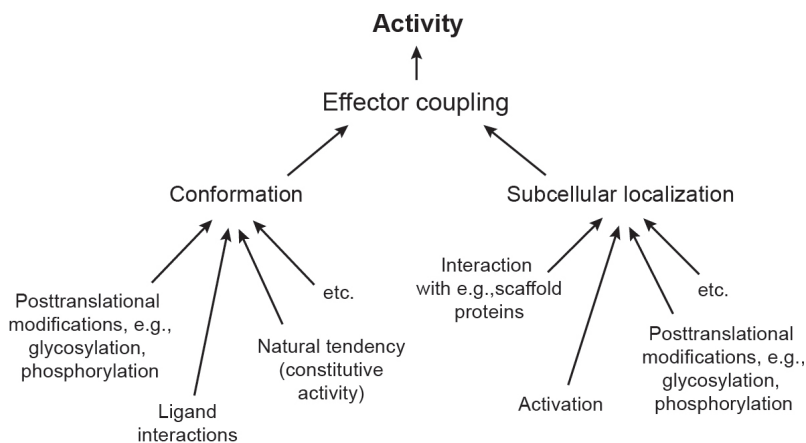 Activity
Effector coupling
Conformation
Subcellular localization
Posttranslational
modifications, e.g.,
glycosylation,
phosphorylation
Ligand
interactions
Natural tendency
(constitutive
activity)
etc.
Interaction
with e.g.,scaffold
proteins
Activation
Posttranslational
modifications, e.g.,
glycosylation,
phosphorylation
etc.